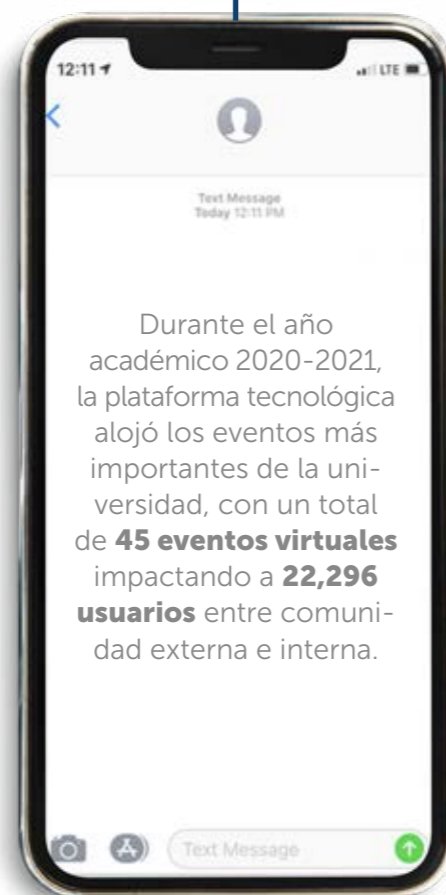 12:11
LTE
Text Message
Today 12:11 PM
Durante el año
académico 2020-2021,
la plataforma tecnológica
alojó los eventos más
importantes de la uni-
versidad, con un total
de 45 eventos virtuales
impactando a 22,296
usuarios entre comuni-
dad externa e interna.
Text Message